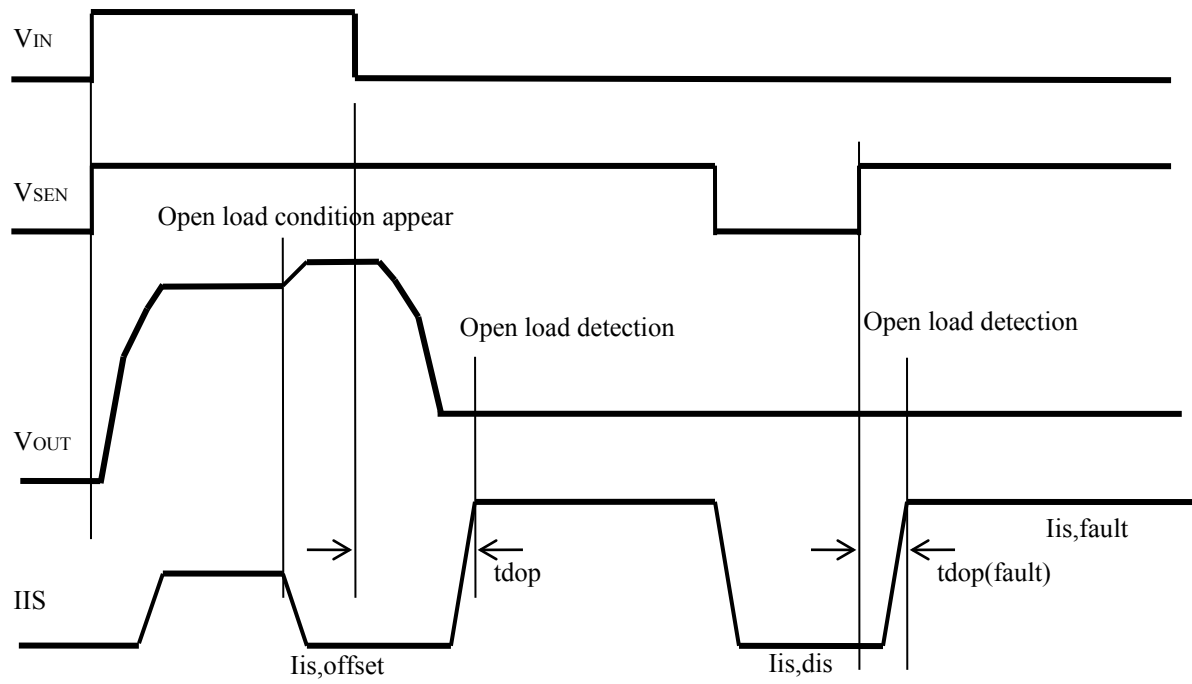 VIN
VSEN
Open load condition appear
Open load detection
Open load detection
VOUT
Iis,fault
tdop
tdop(fault)
IIS
Iis,offset
Iis,dis